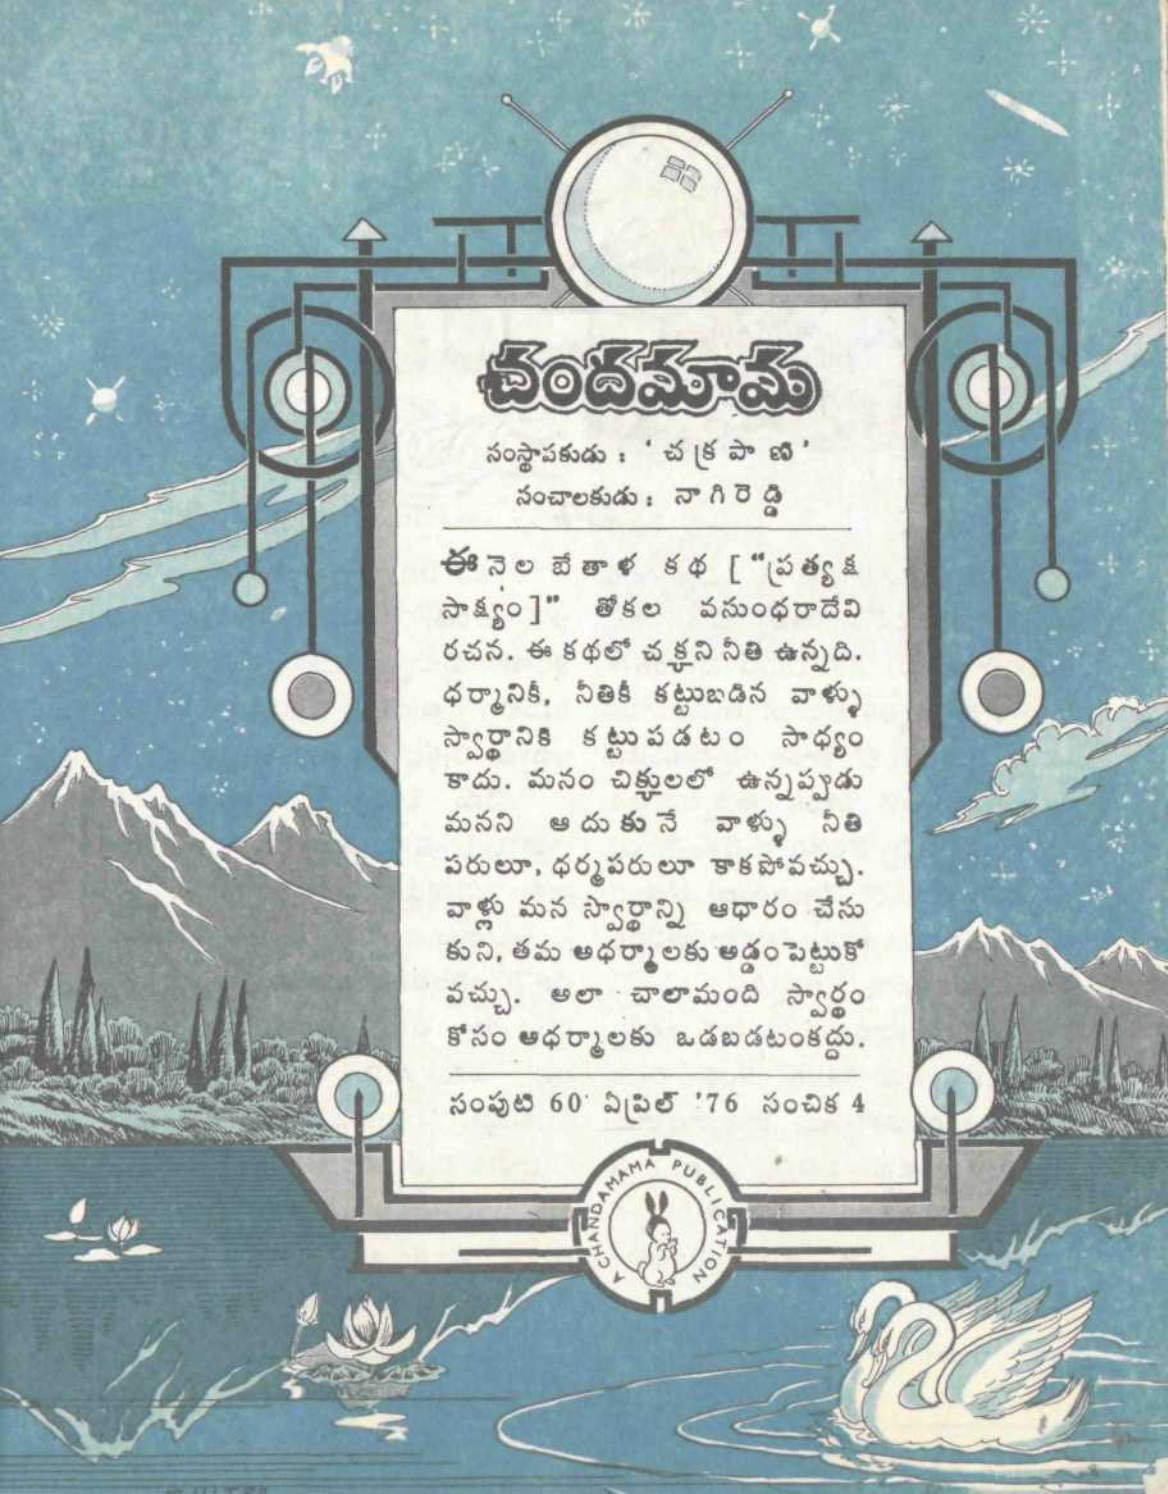 చందమామ
సంస్థాపకుడు : ' చక్రపాణి '
సంచాలకుడు : నాగిరెడ్డి
ఈ నెల బేతాళ కథ [ "ప్రత్యక్ష
సాక్ష్యం ]" తోకల వసుంధరాదేవి
రచన. ఈ కథలో చక్కని నీతి ఉన్నది.
ధర్మానికీ, నీతికీ కట్టుబడిన వాళ్ళు
స్వార్థానికి కట్టుపడటం సాధ్యం
కాదు. మనం చిక్కులలో ఉన్నప్పుడు
మనని ఆదుకునే వాళ్ళు నీతి
పరులూ, ధర్మపరులూ కాకపోవచ్చు.
వాళ్లు మన స్వార్థాన్ని ఆధారం చేసు
కుని, తమ అధర్మాలకు అడ్డంపెట్టుకో
వచ్చు. అలా చాలామంది స్వార్థం
కోసం అధర్మాలకు ఒడబడటంకద్దు.
సంపుటి 60 ఏప్రిల్ '76 సంచిక 4
A CHANDAMAMA PUBLICATION